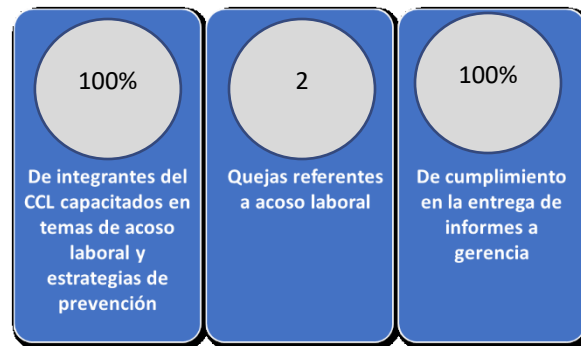 100%
De integrantes del
CCL capacitados en
temas de acoso
laboral y
estrategias de
prevención
2
Quejas referentes
a acoso laboral
100%
De cumplimiento
en la entrega de
informes a
gerencia